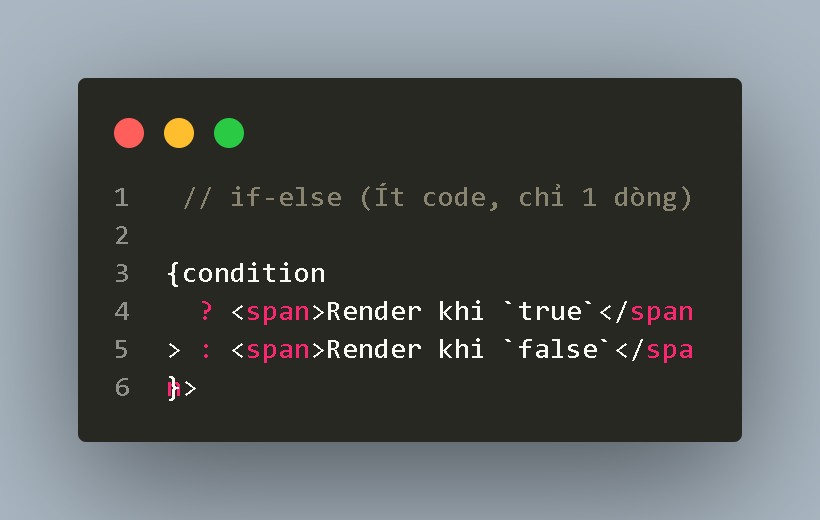 1 // if-else (Ít code, chỉ 1 dòng)
2
3 {condition
4 ? <span>Render khi `true`</span
5 > : <span>Render khi `false`</spa
6 n>
}